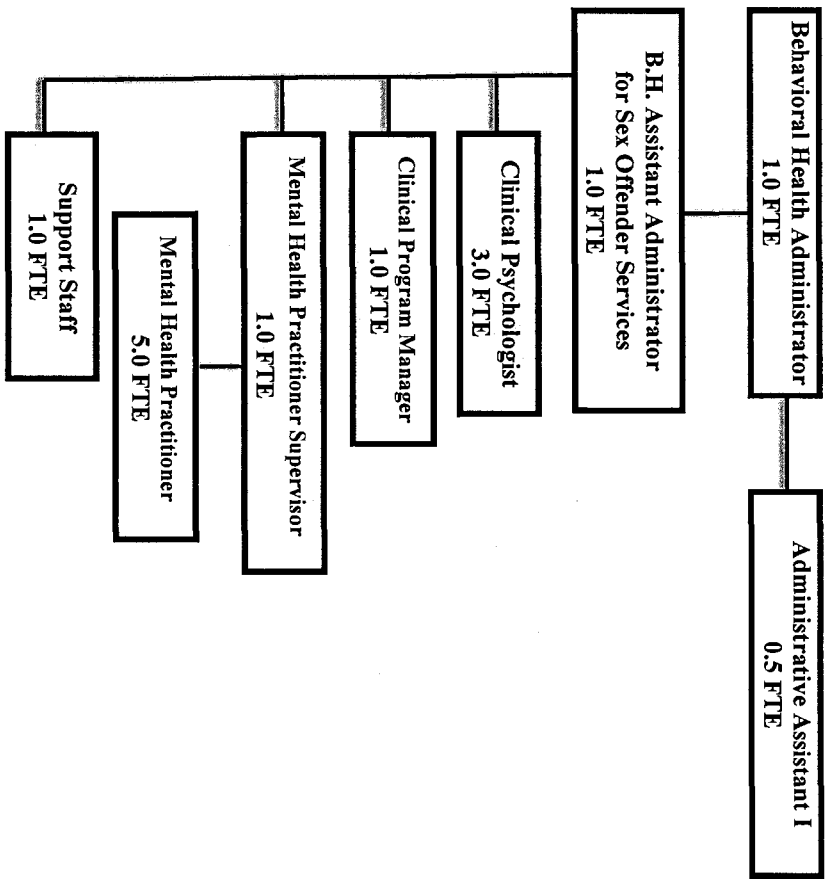 Behavioral Health Administrator
1.0 FTE
Administrative Assistant I
0.5 FTE
B.H. Assistant Administrator
for Sex Offender Services
1.0 FTE
Clinical Psychologist
3.0 FTE
Clinical Program Manager
1.0 FTE
Mental Health Practitioner Supervisor
1.0 FTE
Mental Health Practitioner
5.0 FTE
Support Staff
1.0 FTE